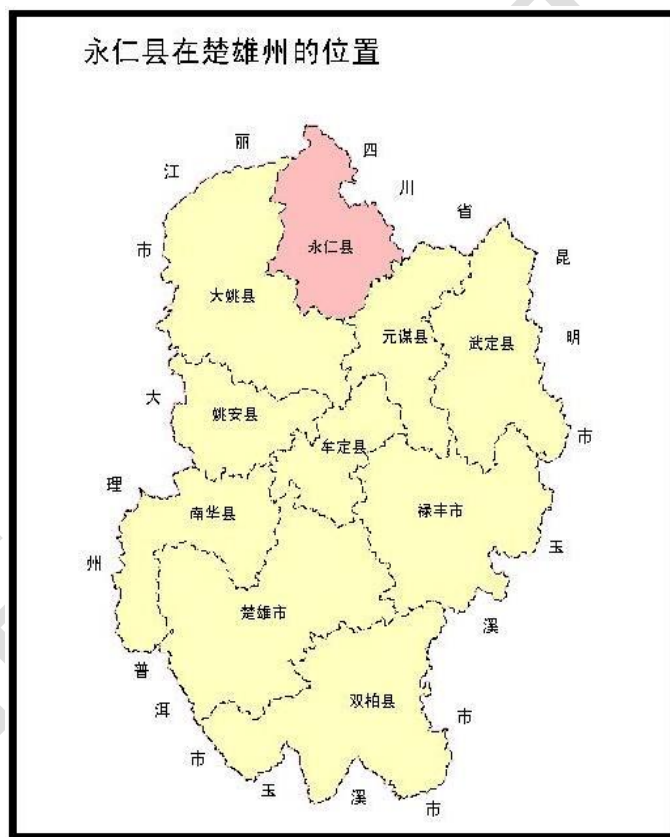 永仁县在楚雄州的位置
丽江市
四川省
昆明市
永仁县
大姚县
元谋县
武定县
大理州
姚安县
牟定县
南华县
禄丰市
玉溪市
楚雄市
双柏县
普洱市
玉溪市